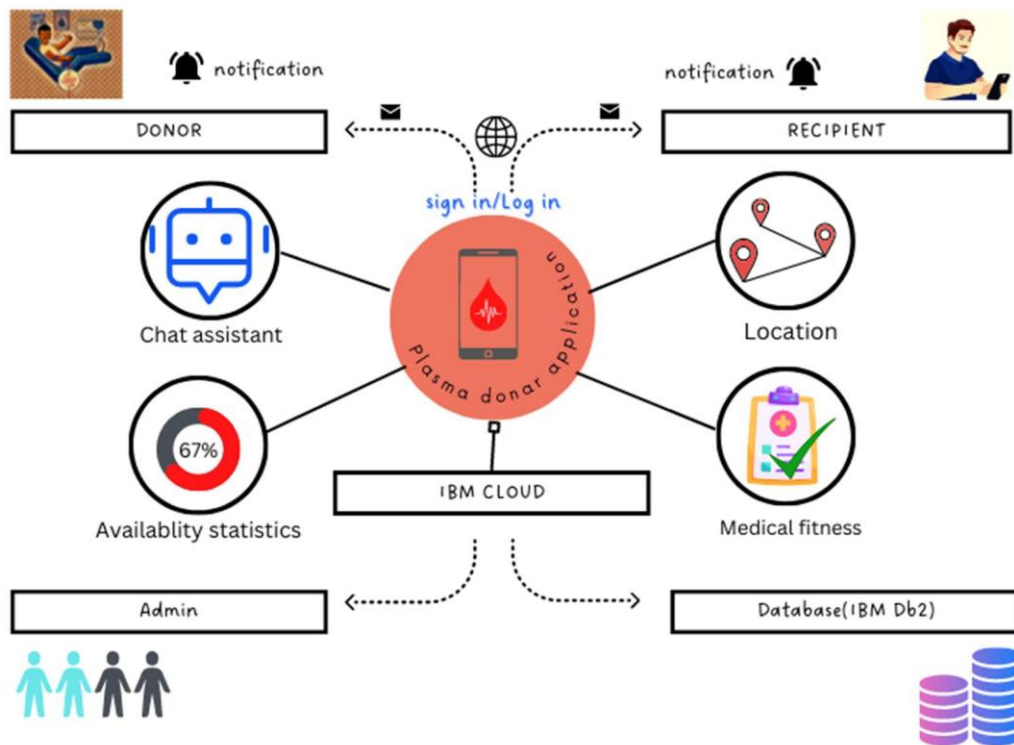 notification
notification
DONOR
RECIPIENT
sign in/Log in
plasma donar application
Chat assistant
Location
67%
Availablity statistics
Medical fitness
IBM CLOUD
Admin
Database(IBM Db2)